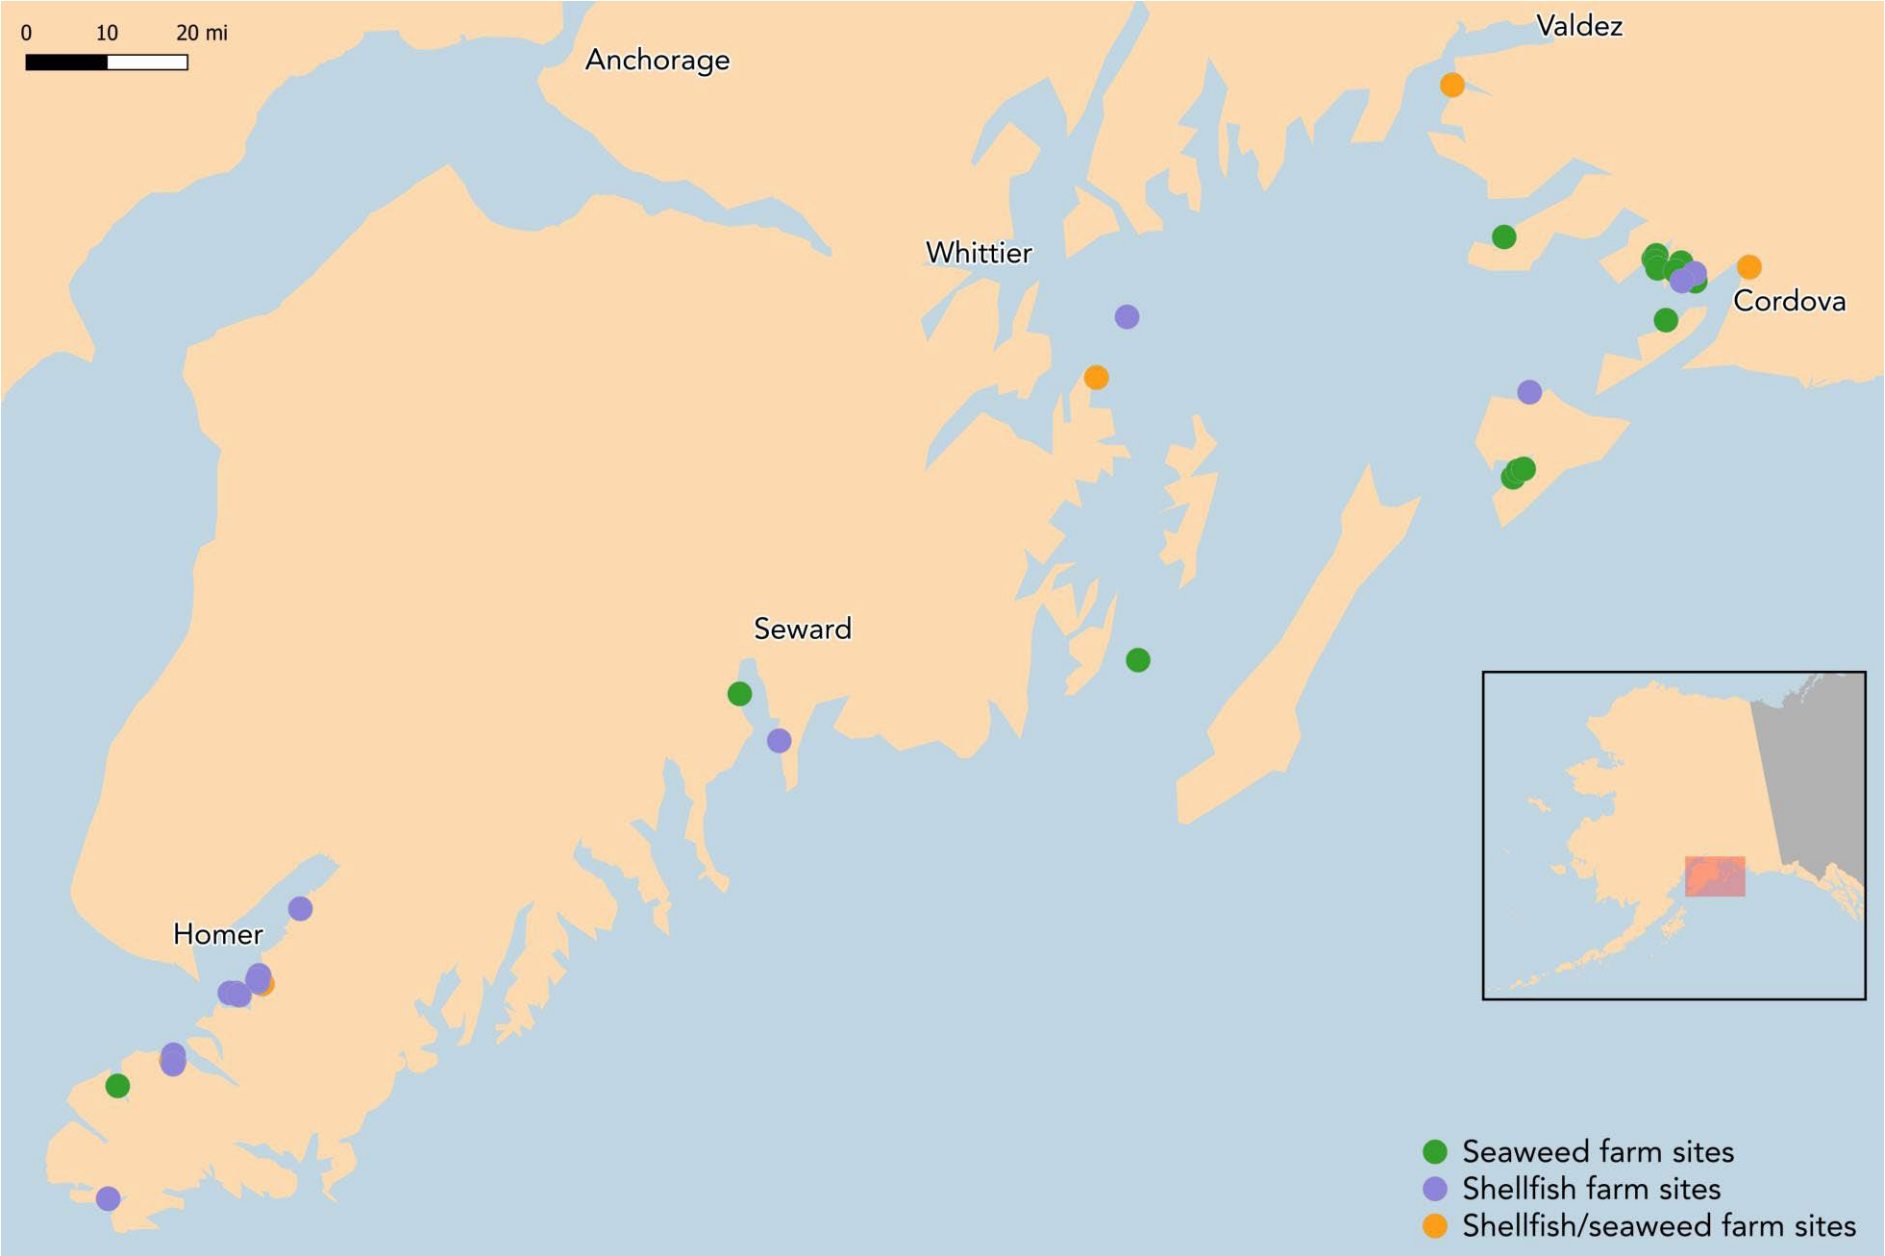 0 10 20 mi
Anchorage
Valdez
Whittier
Cordova
Seward
Homer
Seaweed farm sites
Shellfish farm sites
Shellfish/seaweed farm sites